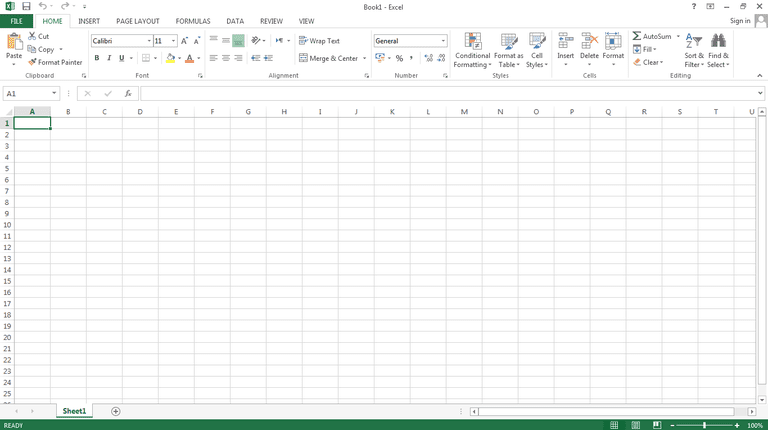 Book1 - Excel
?
Sign in
FILE HOME INSERT PAGE LAYOUT FORMULAS DATA REVIEW VIEW
Paste
Cut
Copy
Format Painter
Clipboard
Calibri 11
B I U
Font
Wrap Text
Merge & Center
Alignment
General
%
Number
Conditional Formatting
Format as Table
Cell Styles
Styles
Insert Delete Format
Cells
AutoSum
Fill
Clear
Sort & Filter
Find & Select
Editing
A1 fx
A B C D E F G H I J K L M N O P Q R S T U
1
2
3
4
5
6
7
8
9
10
11
12
13
14
15
16
17
18
19
20
21
22
23
24
25
Sheet1
READY 100%